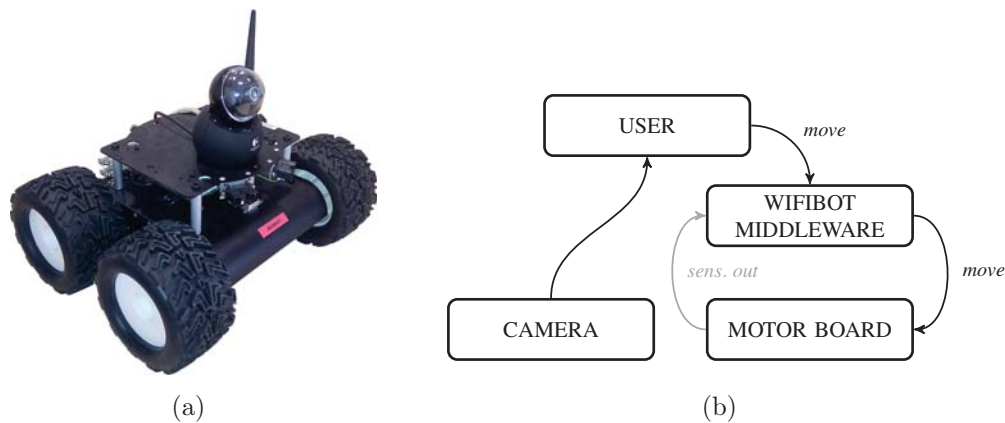 USER
move
WIFIBOT
MIDDLEWARE
sens. out
move
CAMERA
MOTOR BOARD
(a)
(b)